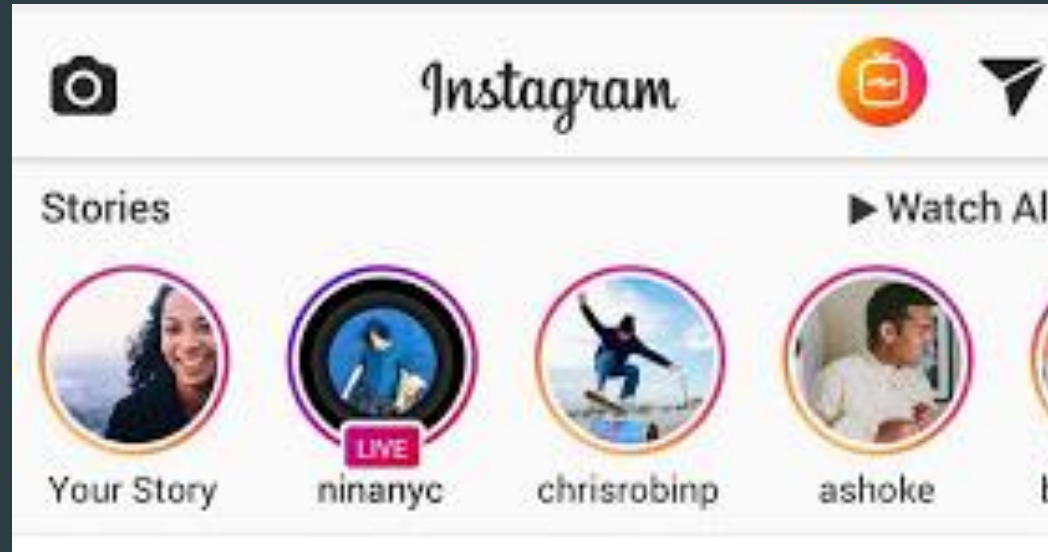 Instagram
Stories
▶ Watch Al
Your Story
LIVE
ninanyc
chrisrobinp
ashoke